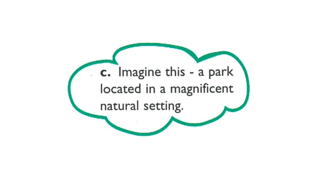 c. Imagine this - a park
located in a magnificent
natural setting.